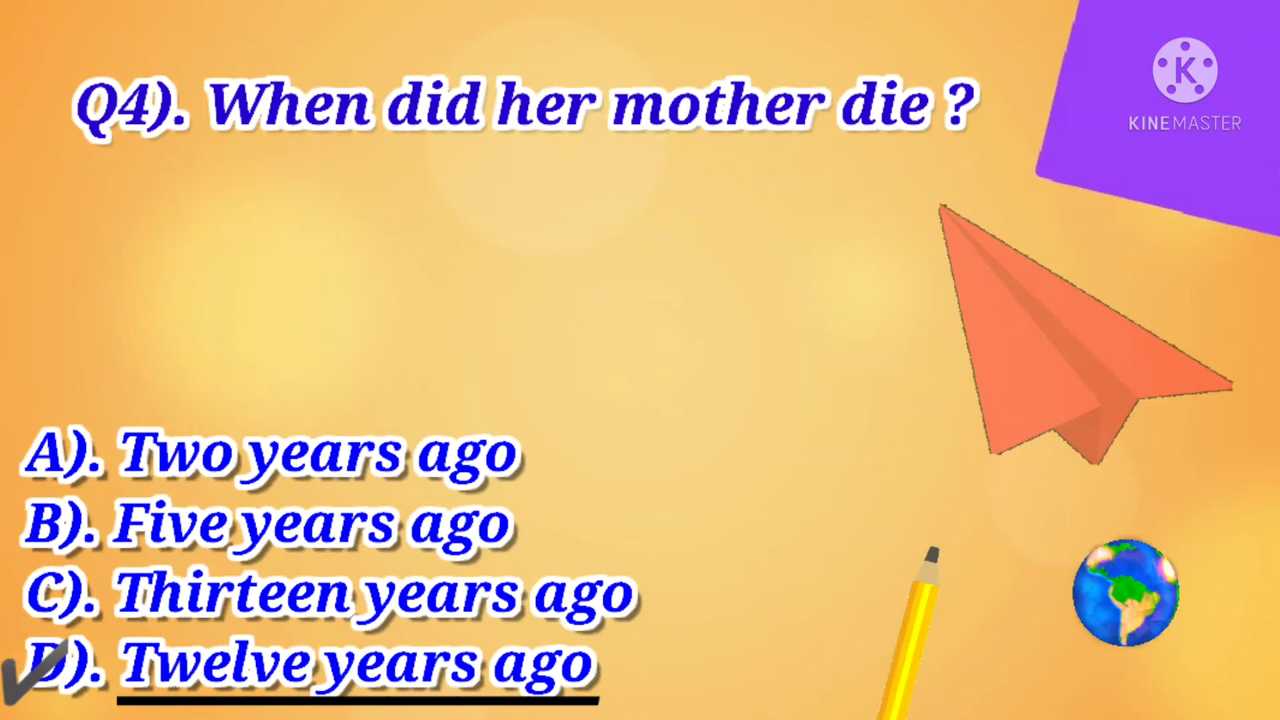 Q4). When did her mother die ?
K
KINEMASTER
A). Two years ago
B). Five years ago
C). Thirteen years ago
D). Twelve years ago